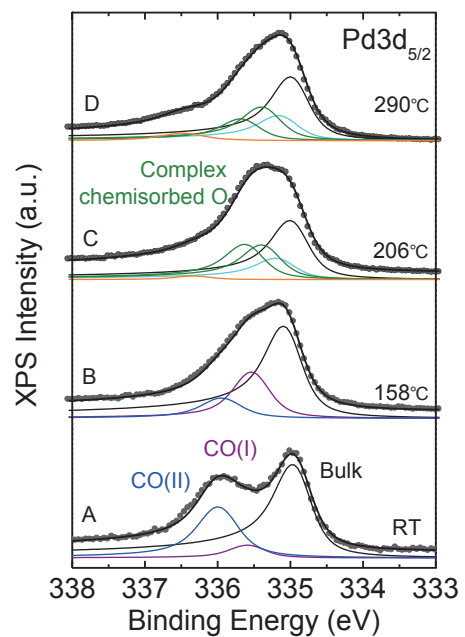 Pd3d5/2
D
290°C
Complex
chemisorbed O
C
206°C
B
158°C
CO(I)
CO(II)
Bulk
A
RT
338 337 336 335 334 333
Binding Energy (eV)
XPS Intensity (a.u.)